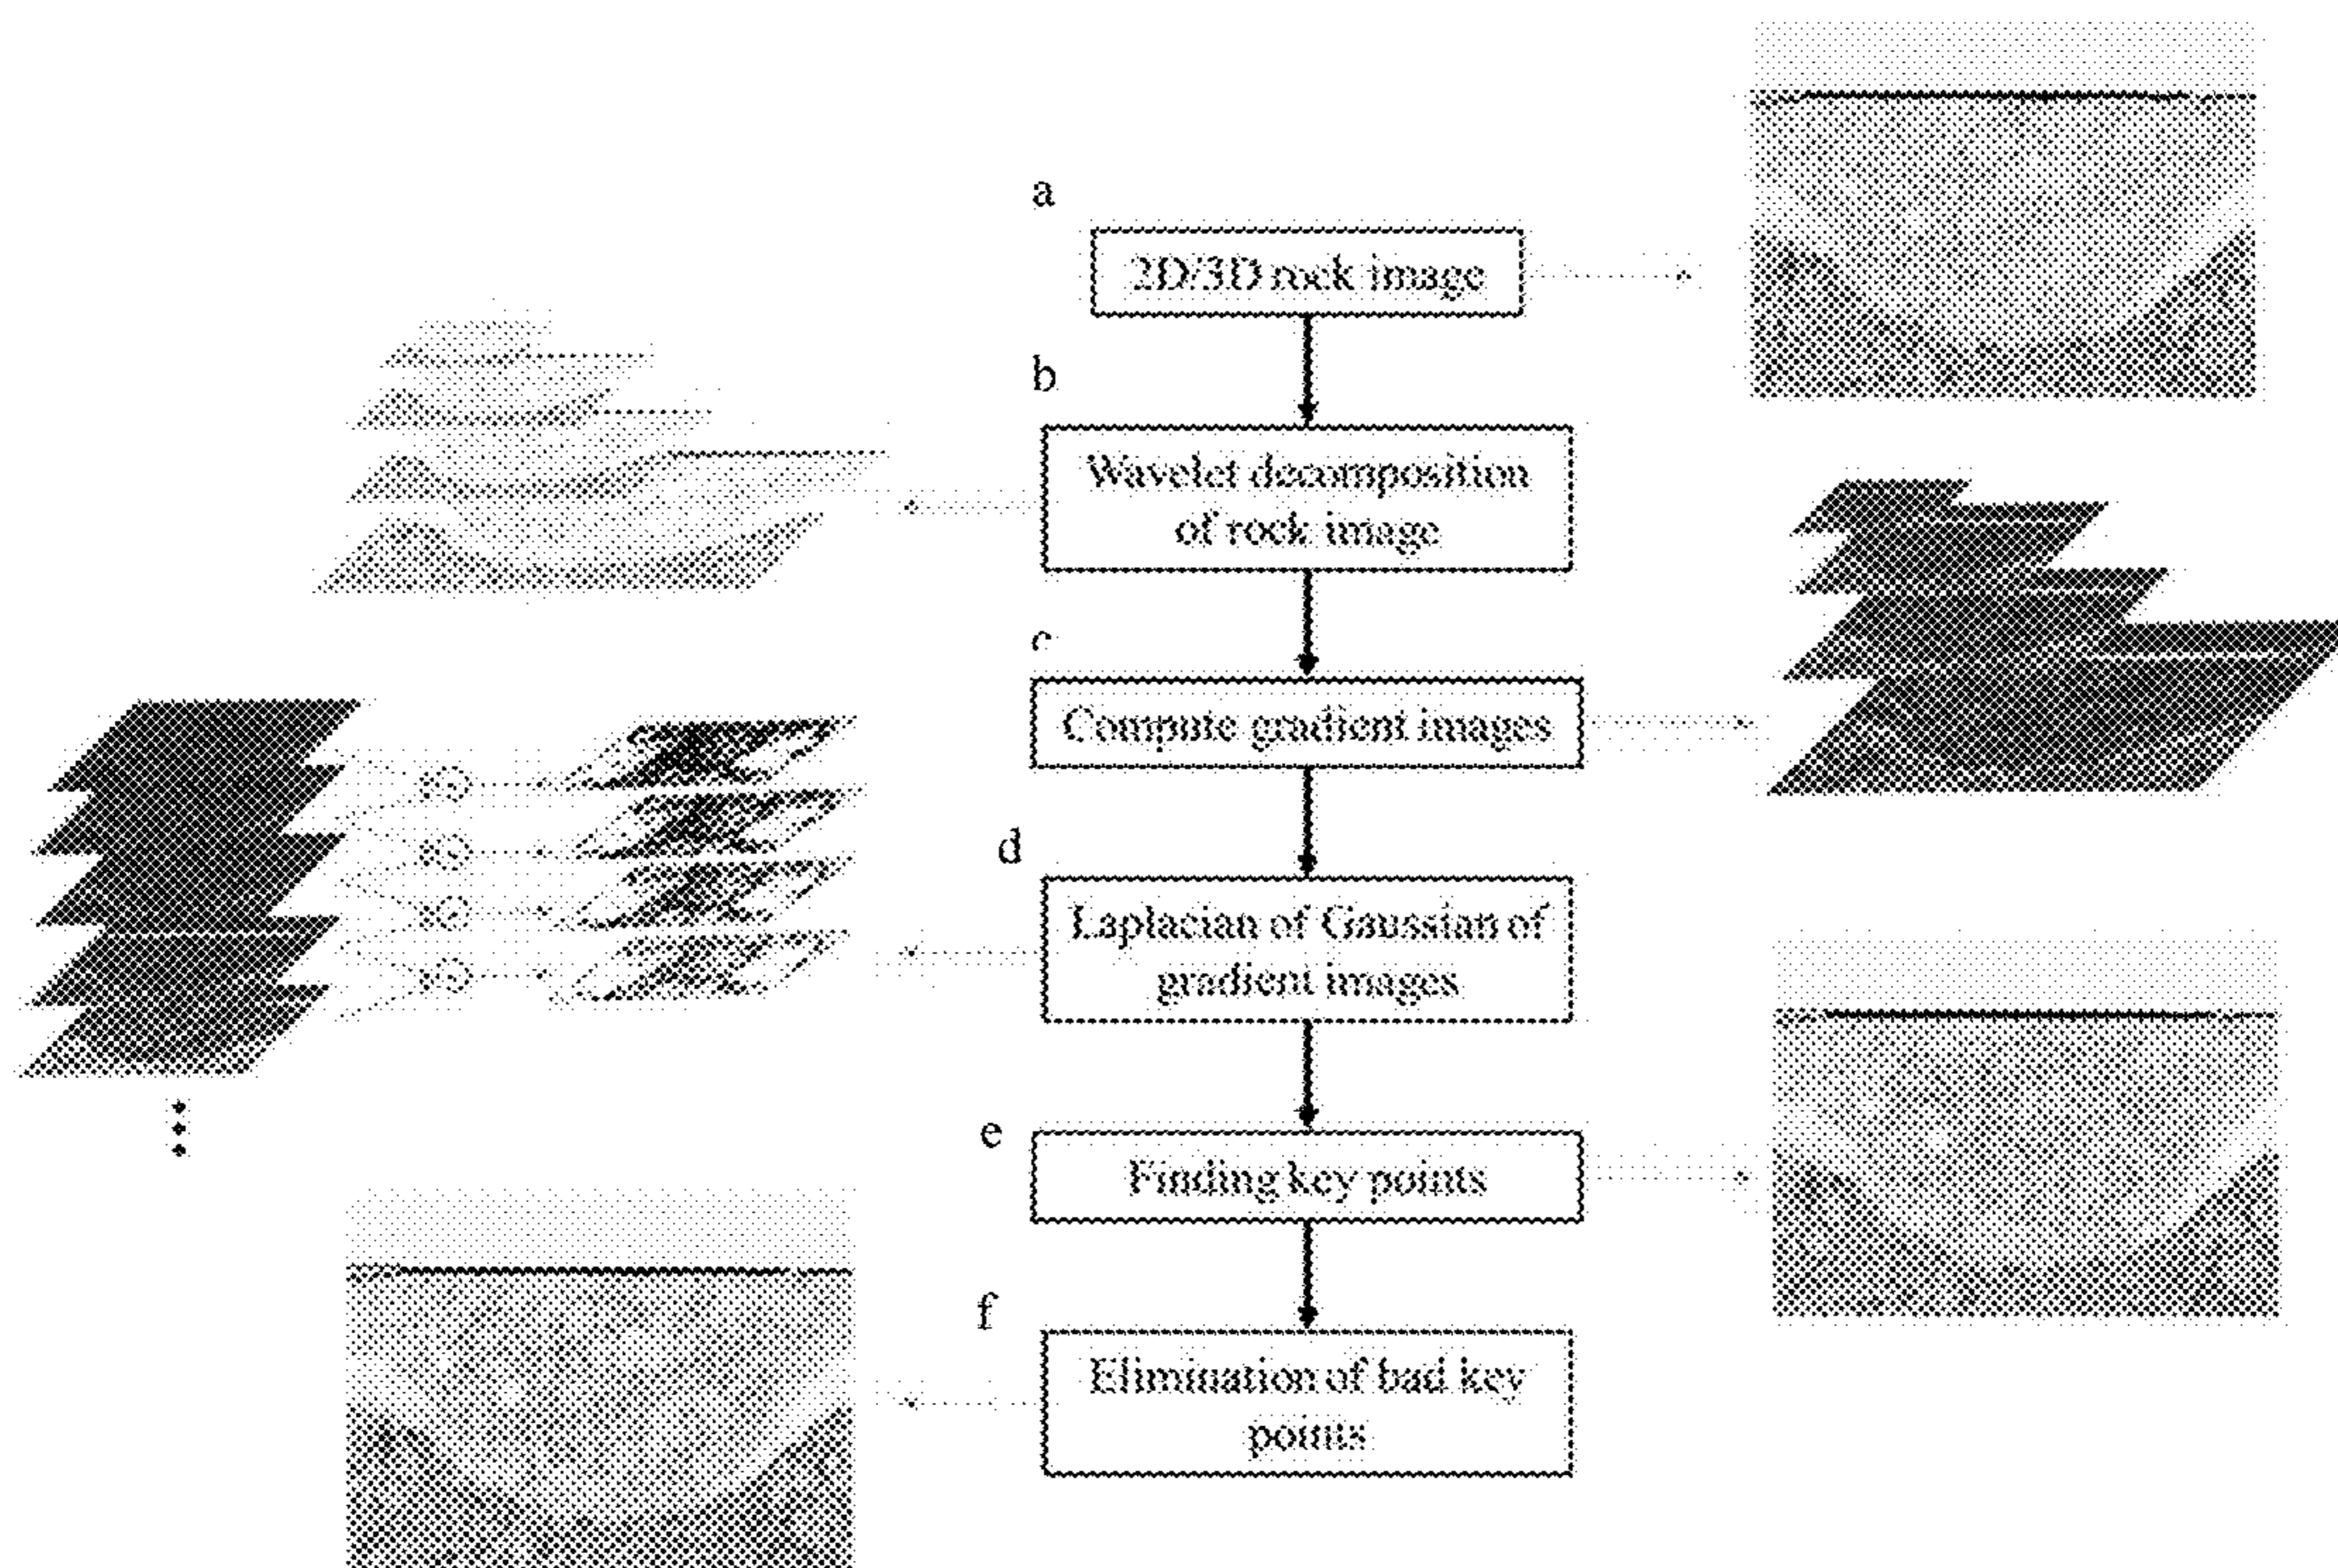 a
2D/3D rock image
b
Wavelet decomposition
of rock image
c
Compute gradient images
d
Laplacian of Gaussian of
gradient images
e
Finding key points
f
Elimination of bad key
points